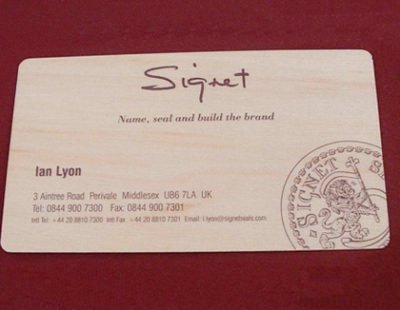 Signet
Name, seal and build the brand
Ian Lyon
3 Aintree Road Perivale Middlesex UB6 7LA UK
Tel: 0844 900 7300 Fax: 0844 900 7301
Intl Tel: +44 20 8810 7300 Intl Fax +44 20 8810 7301 Email: i.lyon@signetseals.com
SIGNET